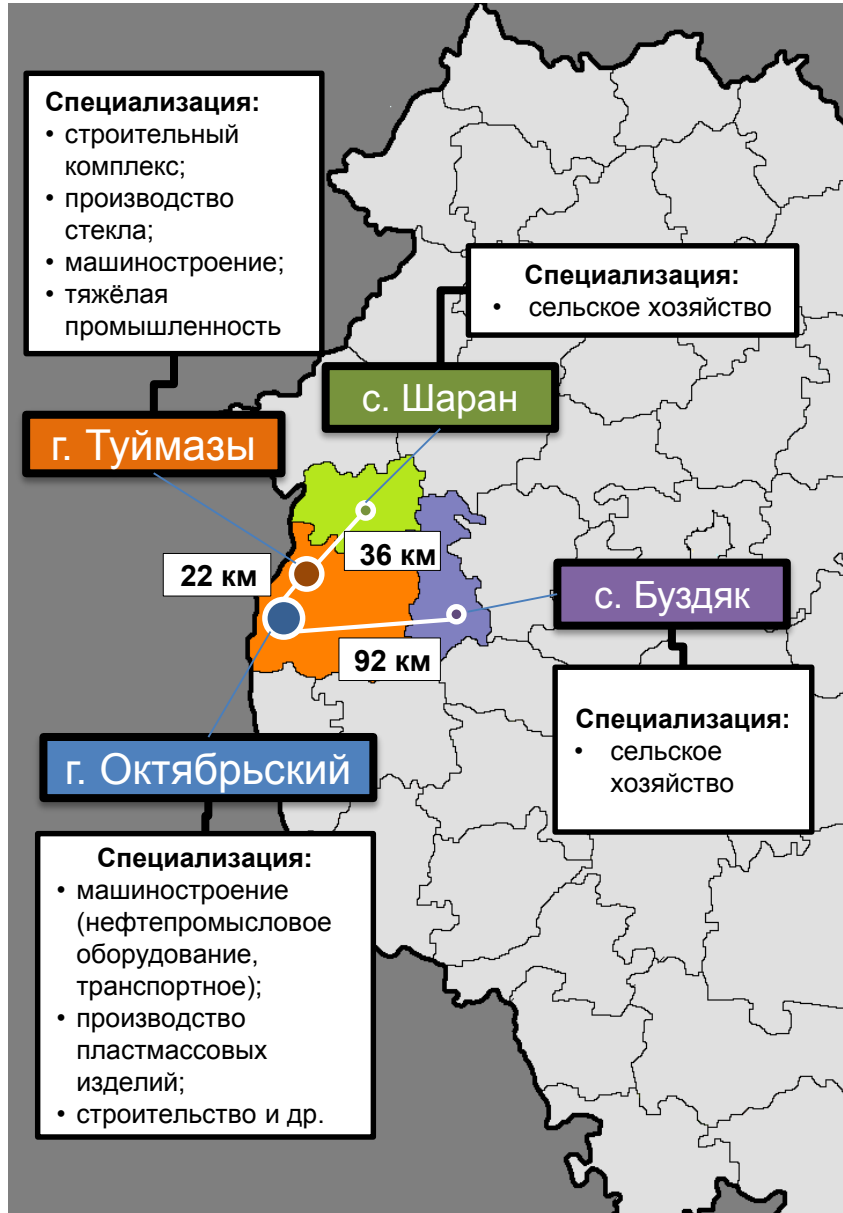 Специализация:
• строительный
комплекс;
• производство
стекла;
• машиностроение;
• тяжёлая
промышленность
Специализация:
• сельское хозяйство
с. Шаран
г. Туймазы
36 км
22 км
с. Буздяк
92 км
Специализация:
• сельское
хозяйство
г. Октябрьский
Специализация:
• машиностроение
(нефтепромысловое
оборудование,
транспортное);
• производство
пластмассовых
изделий;
• строительство и др.